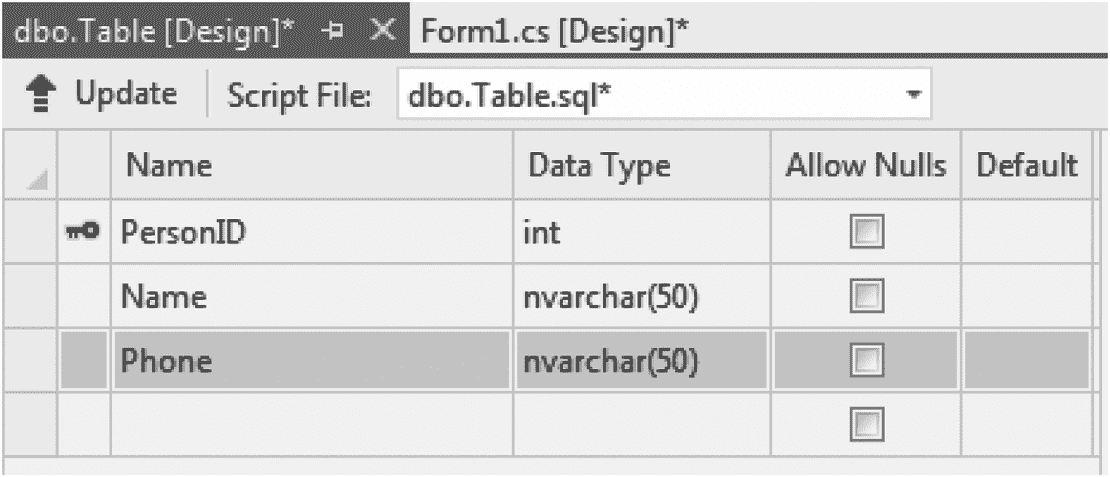 dbo.Table [Design]* Form1.cs [Design]*
Update Script File: dbo.Table.sql*
Name Data Type Allow Nulls Default
PersonID int
Name nvarchar(50)
Phone nvarchar(50)